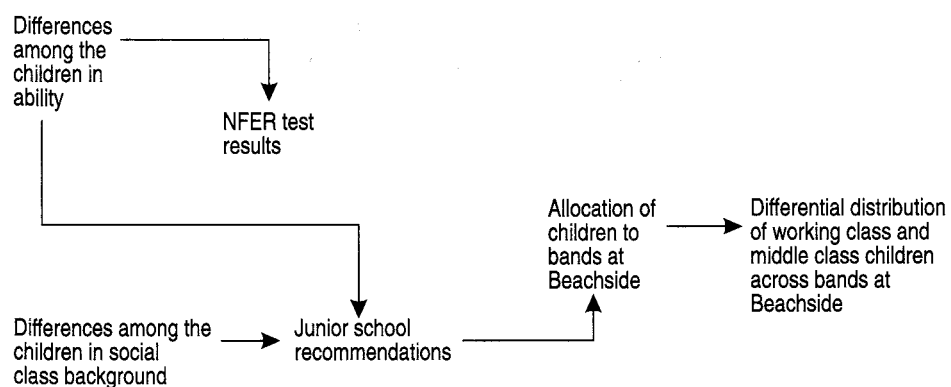 Differences
among the
children in
ability
NFER test
results
Allocation of
children to
bands at
Beachside
Differential distribution
of working class and
middle class children
across bands at
Beachside
Differences among the
children in social
class background
Junior school
recommendations